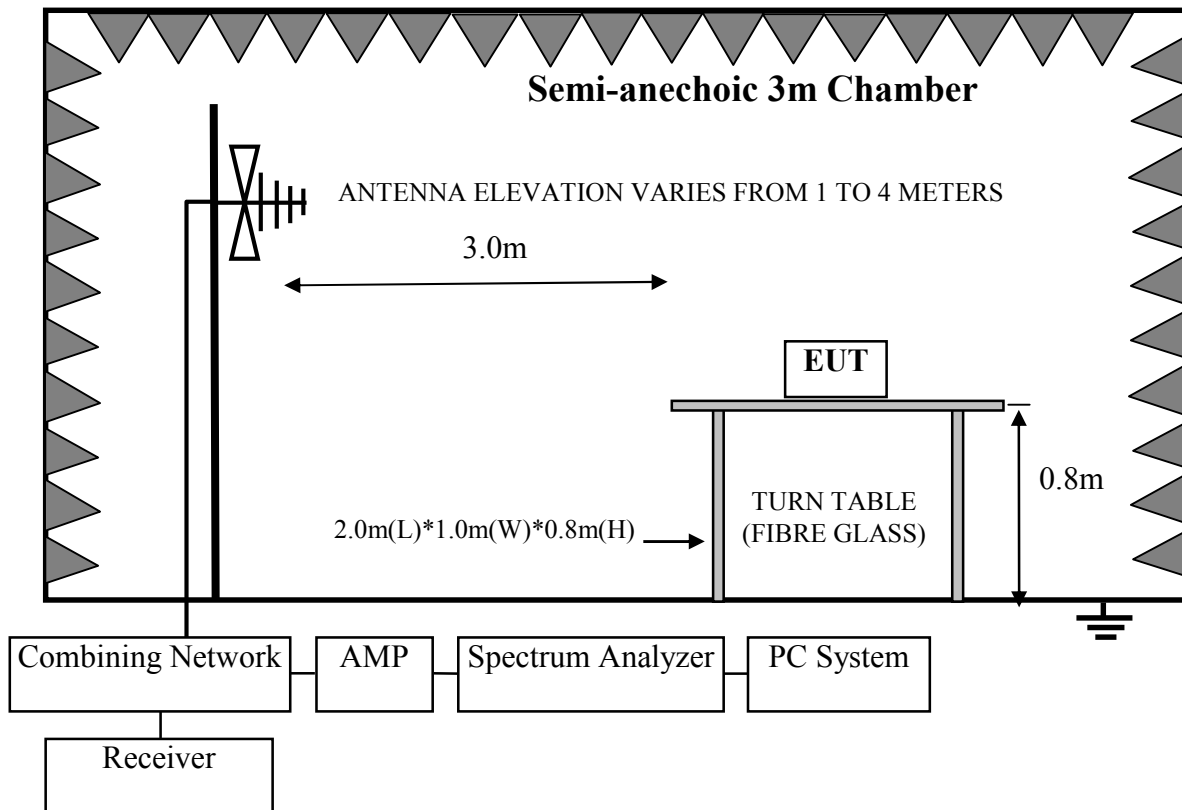 Semi-anechoic 3m Chamber
ANTENNA ELEVATION VARIES FROM 1 TO 4 METERS
3.0m
EUT
0.8m
TURN TABLE
(FIBRE GLASS)
2.0m(L)*1.0m(W)*0.8m(H)
Combining Network
AMP
Spectrum Analyzer
PC System
Receiver